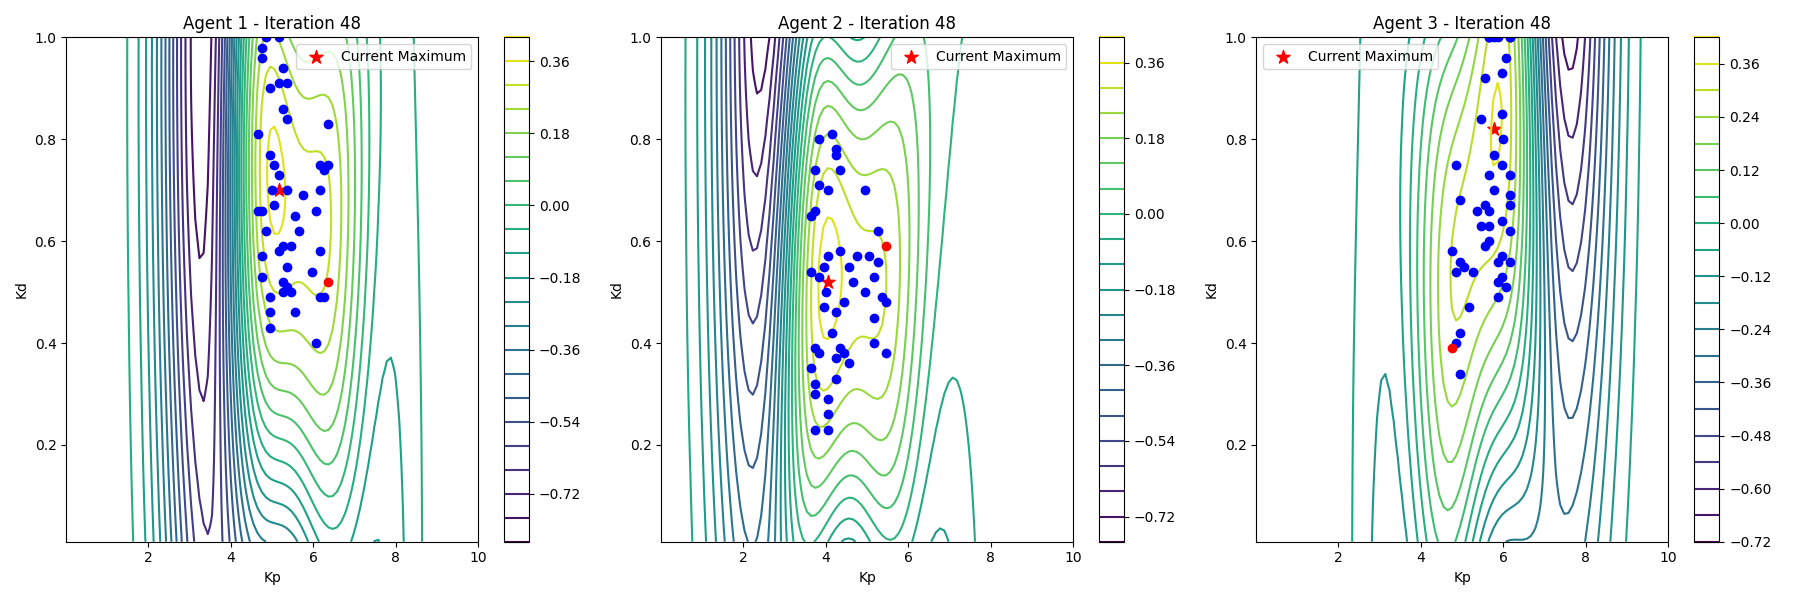 Agent 1 - Iteration 48
Current Maximum
Kd
1.0
0.8
0.6
0.4
0.2
2 4 6 8 10
Kp
0.36
0.18
0.00
−0.18
−0.36
−0.54
−0.72
Agent 2 - Iteration 48
Current Maximum
Kd
1.0
0.8
0.6
0.4
0.2
2 4 6 8 10
Kp
0.36
0.18
0.00
−0.18
−0.36
−0.54
−0.72
Agent 3 - Iteration 48
Current Maximum
Kd
1.0
0.8
0.6
0.4
0.2
2 4 6 8 10
Kp
0.36
0.24
0.12
0.00
−0.12
−0.24
−0.36
−0.48
−0.60
−0.72